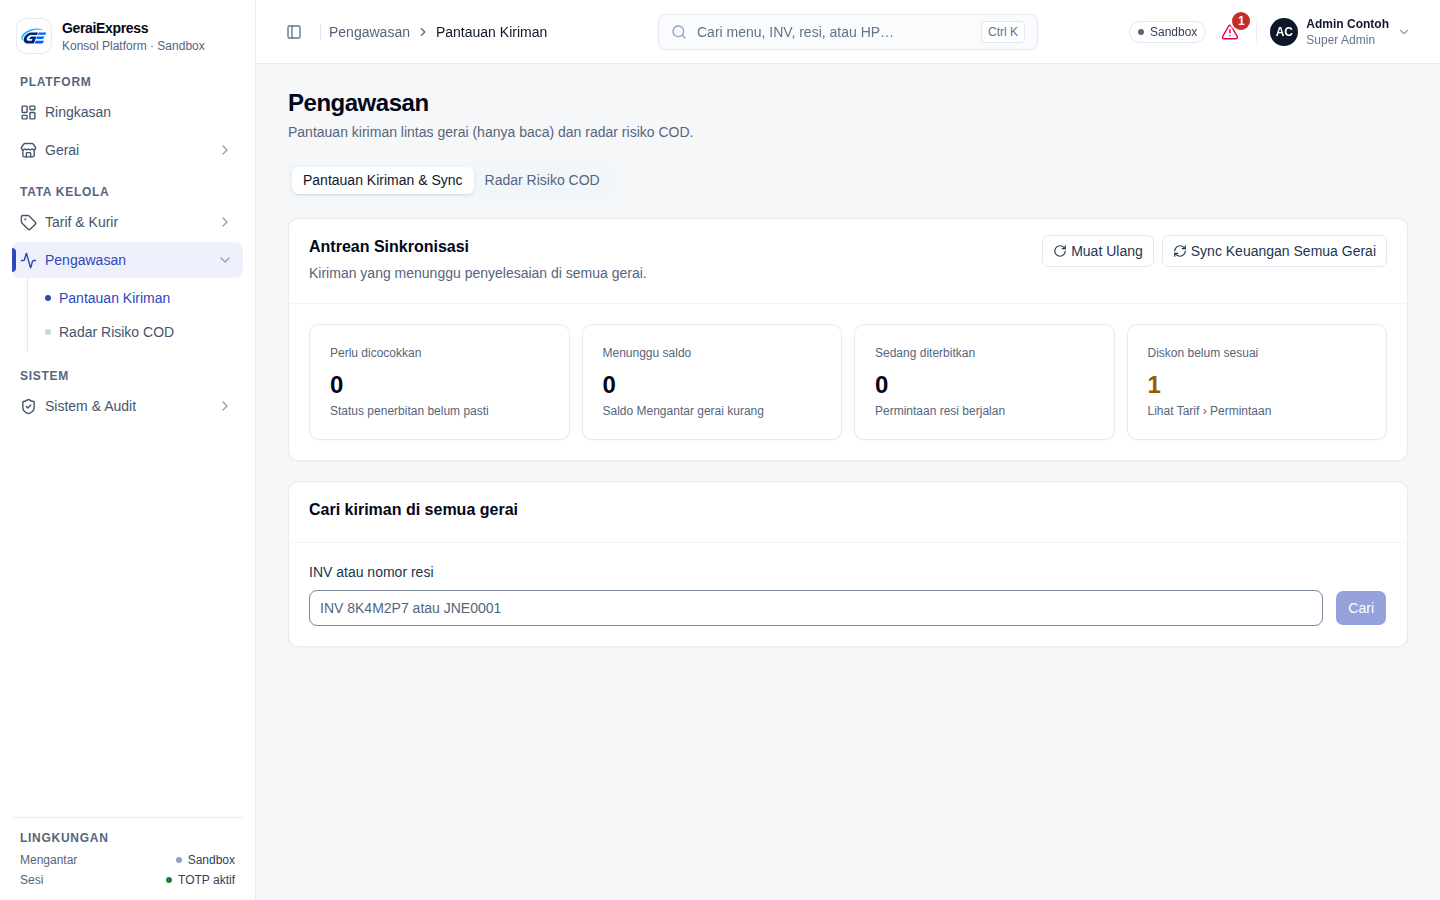 GeraiExpress
Konsol Platform · Sandbox
PLATFORM
Ringkasan
Gerai
TATA KELOLA
Tarif & Kurir
Pengawasan
Pantauan Kiriman
Radar Risiko COD
SISTEM
Sistem & Audit
LINGKUNGAN
Mengantar Sandbox
Sesi TOTP aktif
Pengawasan Pantauan Kiriman
Cari menu, INV, resi, atau HP… Ctrl K
Sandbox
1
AC
Admin Contoh
Super Admin
Pengawasan
Pantauan kiriman lintas gerai (hanya baca) dan radar risiko COD.
Pantauan Kiriman & Sync Radar Risiko COD
Antrean Sinkronisasi
Kiriman yang menunggu penyelesaian di semua gerai.
Muat Ulang Sync Keuangan Semua Gerai
Perlu dicocokkan
0
Status penerbitan belum pasti
Menunggu saldo
0
Saldo Mengantar gerai kurang
Sedang diterbitkan
0
Permintaan resi berjalan
Diskon belum sesuai
1
Lihat Tarif › Permintaan
Cari kiriman di semua gerai
INV atau nomor resi
INV 8K4M2P7 atau JNE0001 Cari